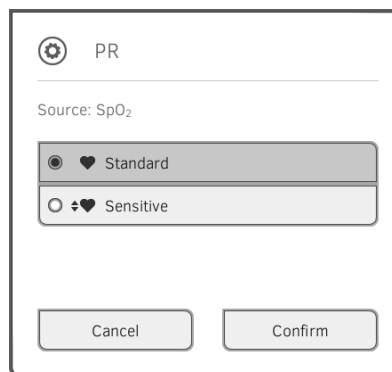 PR
Source: SpO₂
Standard
Sensitive
Cancel
Confirm